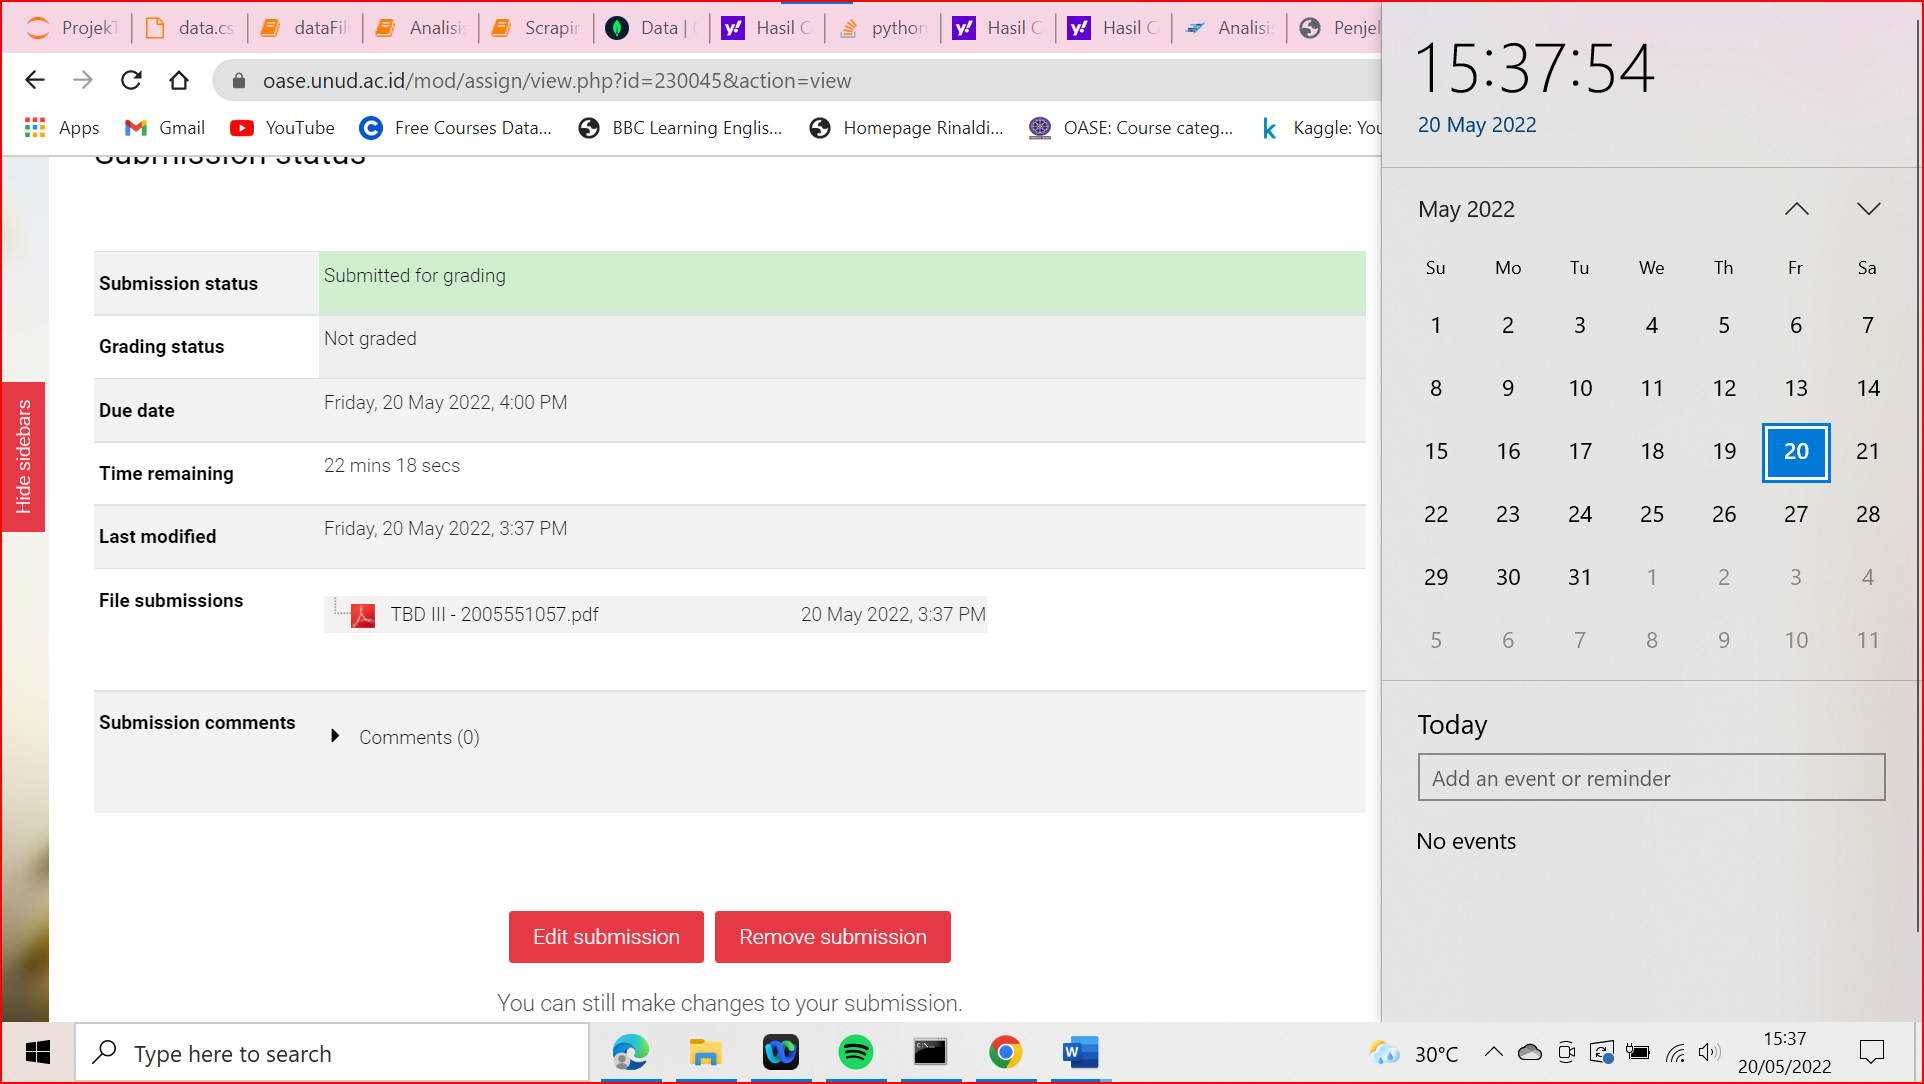 ProjekT
data.cs
dataFil
Analisis
Scrapin
Data |
Hasil C
python
Hasil C
Hasil C
Analisis
Penjel
oase.unud.ac.id/mod/assign/view.php?id=230045&action=view
Apps
Gmail
YouTube
Free Courses Data...
BBC Learning Englis...
Homepage Rinaldi...
OASE: Course categ...
Kaggle: You
Submission status
Hide sidebars
Submission status Submitted for grading
Grading status Not graded
Due date Friday, 20 May 2022, 4:00 PM
Time remaining 22 mins 18 secs
Last modified Friday, 20 May 2022, 3:37 PM
File submissions TBD III - 2005551057.pdf 20 May 2022, 3:37 PM
Submission comments Comments (0)
Edit submission Remove submission
You can still make changes to your submission.
15:37:54
20 May 2022
May 2022
Su Mo Tu We Th Fr Sa
1 2 3 4 5 6 7
8 9 10 11 12 13 14
15 16 17 18 19 20 21
22 23 24 25 26 27 28
29 30 31 1 2 3 4
5 6 7 8 9 10 11
Today
Add an event or reminder
No events
Type here to search
30°C
15:37
20/05/2022